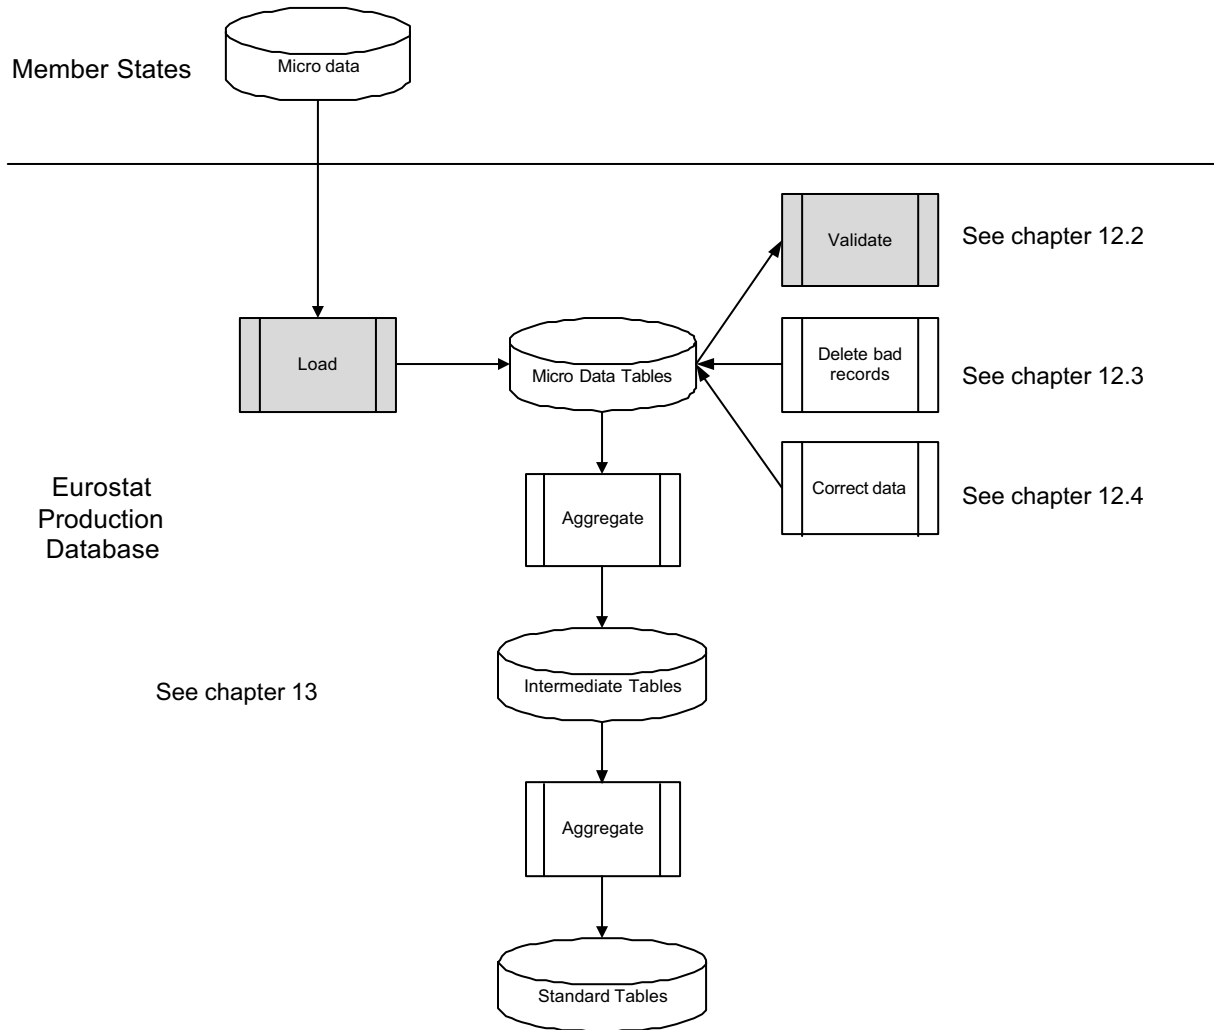 Member States
Micro data
Validate
See chapter 12.2
Load
Micro Data Tables
Delete bad
records
See chapter 12.3
Correct data
See chapter 12.4
Eurostat
Production
Database
Aggregate
See chapter 13
Intermediate Tables
Aggregate
Standard Tables